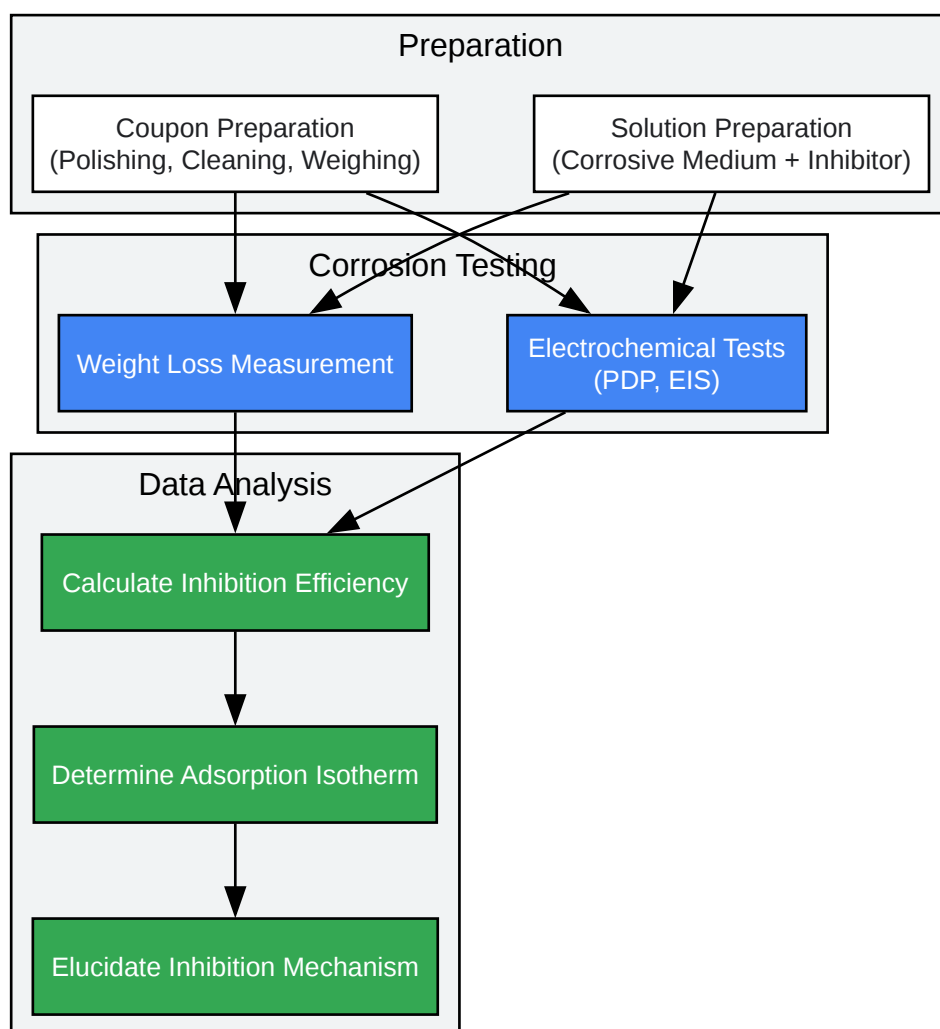 Preparation
Coupon Preparation
(Polishing, Cleaning, Weighing)
Solution Preparation
(Corrosive Medium + Inhibitor)
Corrosion Testing
Weight Loss Measurement
Electrochemical Tests
(PDP, EIS)
Data Analysis
Calculate Inhibition Efficiency
Determine Adsorption Isotherm
Elucidate Inhibition Mechanism